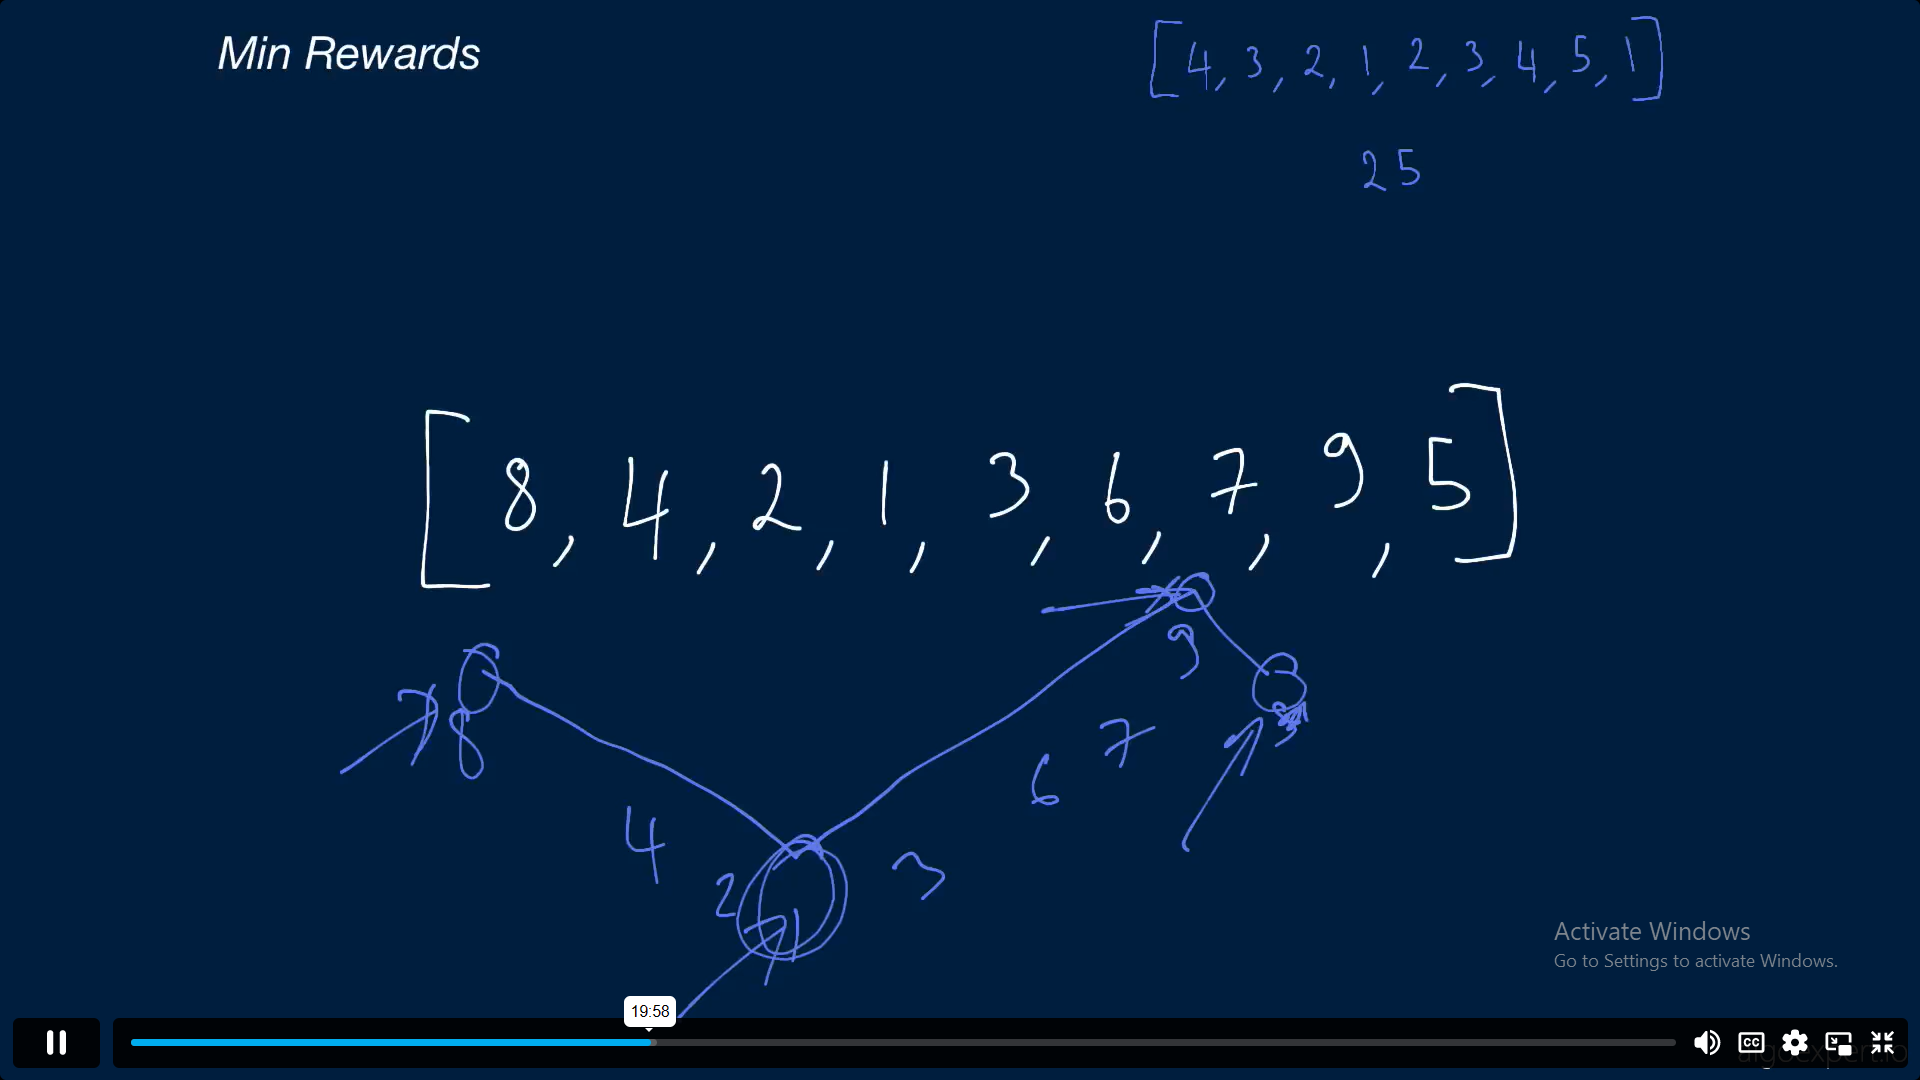 Min Rewards
[4, 3, 2, 1, 2, 3, 4, 5, 1]
25
[8, 4, 2, 1, 3, 6, 7, 9, 5]
9
8
7
6
4
3
2
1
Activate Windows
Go to Settings to activate Windows.
19:58
CC